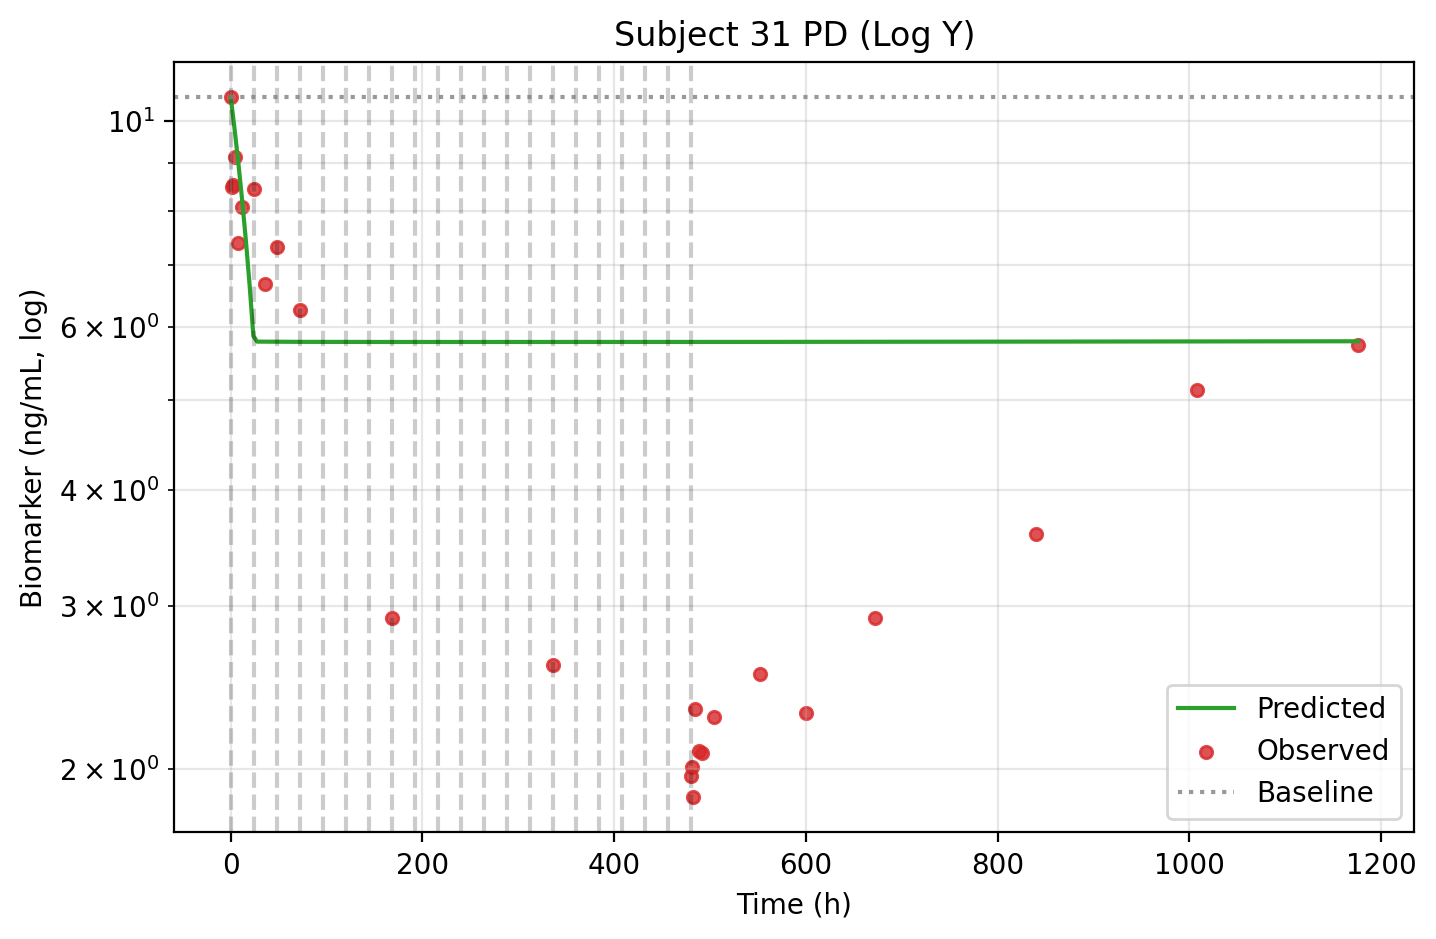 Subject 31 PD (Log Y)
Biomarker (ng/mL, log)
10¹
6 × 10⁰
4 × 10⁰
3 × 10⁰
2 × 10⁰
Predicted
Observed
Baseline
0 200 400 600 800 1000 1200
Time (h)